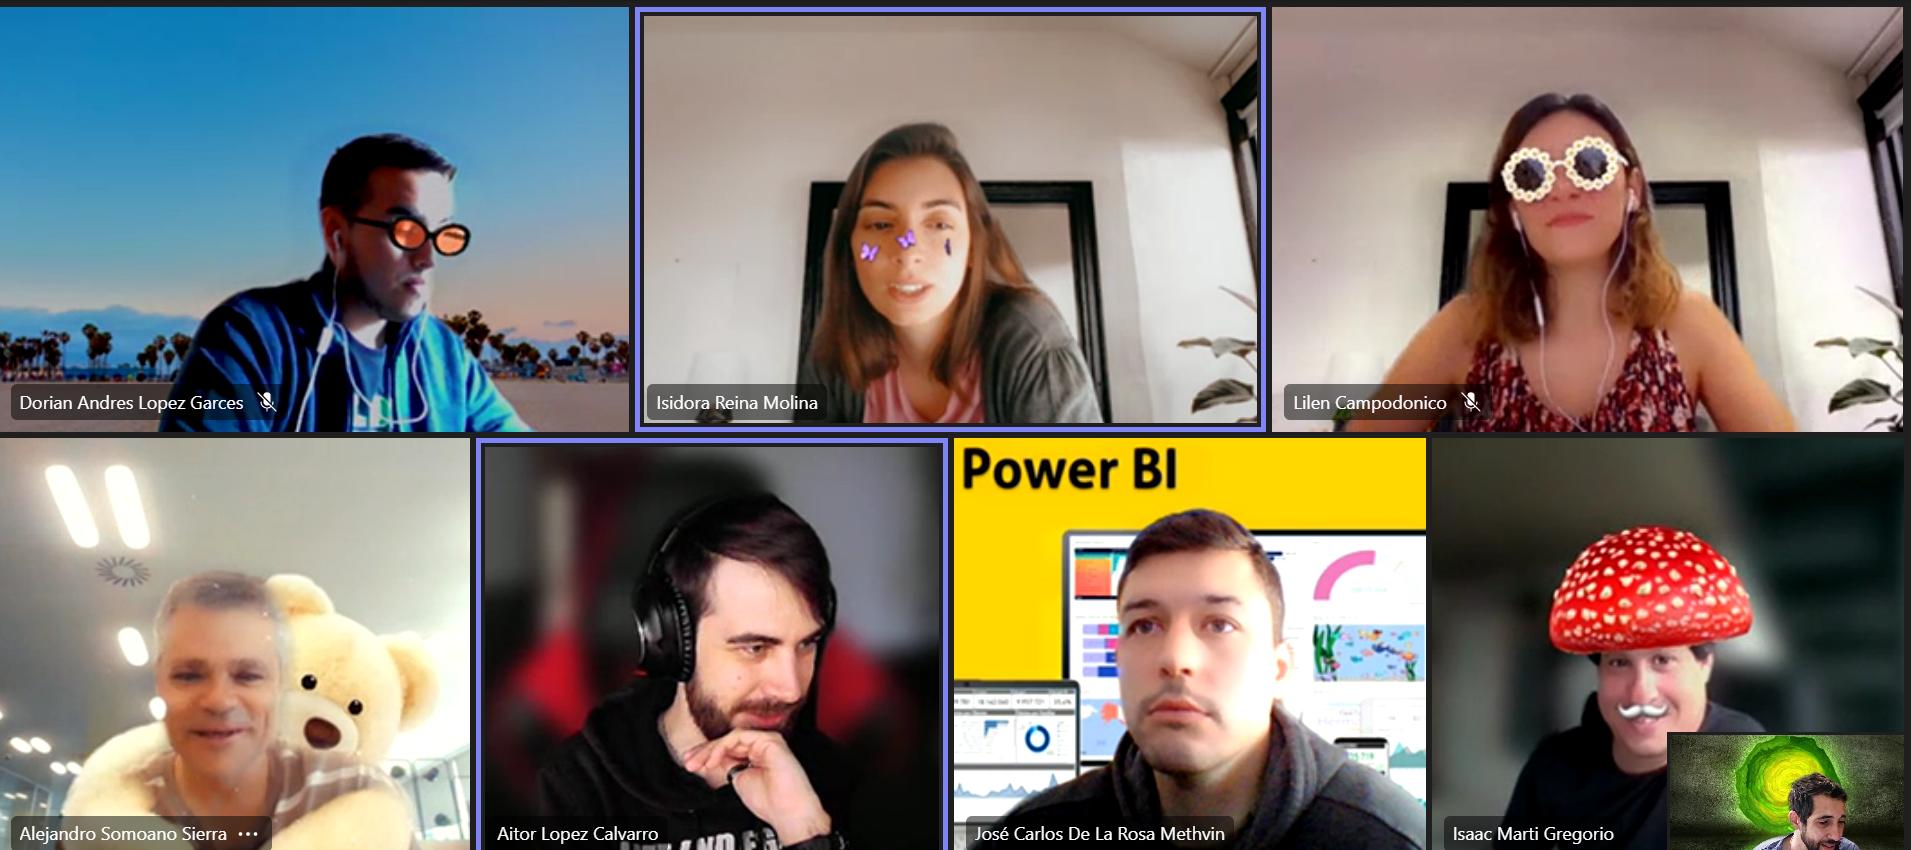 Dorian Andres Lopez Garces
Isidora Reina Molina
Lilen Campodonico
Power BI
Alejandro Somoano Sierra
Aitor Lopez Calvarro
José Carlos De La Rosa Methvin
Isaac Marti Gregorio